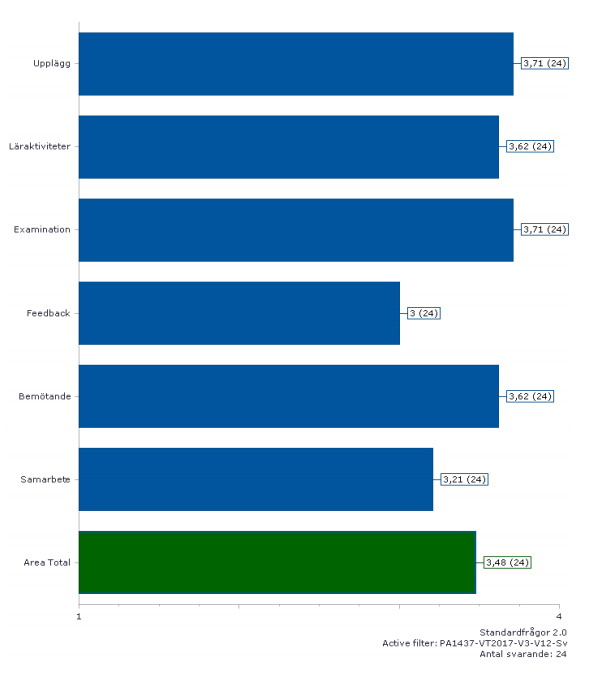 Upplägg
3,71 (24)
Läraktiviteter
3,62 (24)
Examination
3,71 (24)
Feedback
3 (24)
Bemötande
3,62 (24)
Samarbete
3,21 (24)
Area Total
3,48 (24)
1
4
Standardfrågor 2.0
Active filter: PA1437-VT2017-V3-V12-Sv
Antal svarande: 24